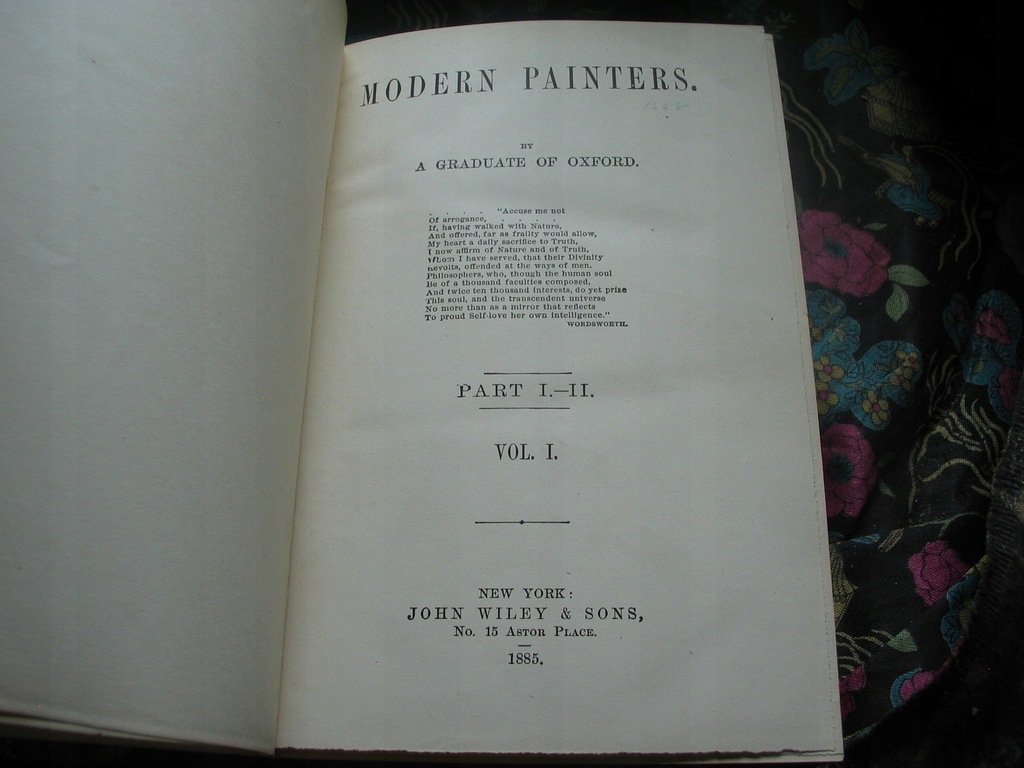 MODERN PAINTERS.
BY
A GRADUATE OF OXFORD.
. . . . "Accuse me not
Of arrogance, . . . .
If, having walked with Nature,
And offered, far as frailty would allow,
My heart a daily sacrifice to Truth,
I now affirm of Nature and of Truth,
Whom I have served, that their Divinity
Revolts, offended at the ways of men,
Philosophers, who, though the human soul
Be of a thousand faculties composed,
And twice ten thousand interests, do yet prize
This soul, and the transcendent universe
No more than as a mirror that reflects
To proud Self-love her own intelligence."
WORDSWORTH.
PART I.–II.
VOL. I.
NEW YORK:
JOHN WILEY & SONS,
No. 15 ASTOR PLACE.
1885.